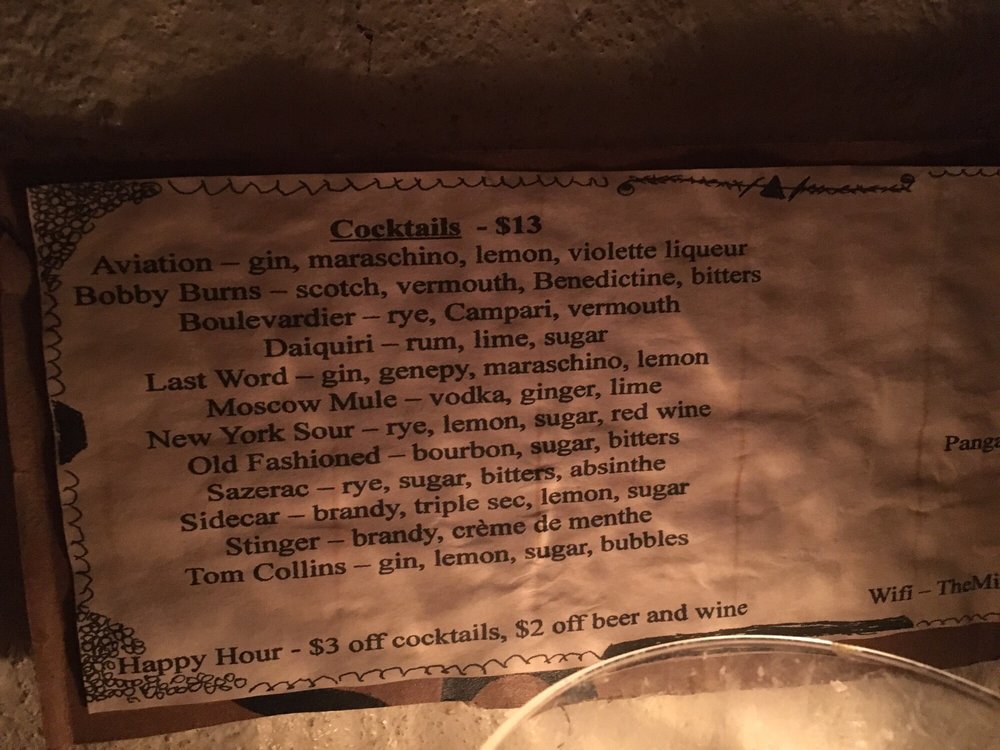 Cocktails - $13
Aviation – gin, maraschino, lemon, violette liqueur
Bobby Burns – scotch, vermouth, Benedictine, bitters
Boulevardier – rye, Campari, vermouth
Daiquiri – rum, lime, sugar
Last Word – gin, genepy, maraschino, lemon
Moscow Mule – vodka, ginger, lime
New York Sour – rye, lemon, sugar, red wine
Old Fashioned – bourbon, sugar, bitters
Sazerac – rye, sugar, bitters, absinthe
Sidecar – brandy, triple sec, lemon, sugar
Stinger – brandy, crème de menthe
Tom Collins – gin, lemon, sugar, bubbles
Happy Hour - $3 off cocktails, $2 off beer and wine
Panga
Wifi – TheMi